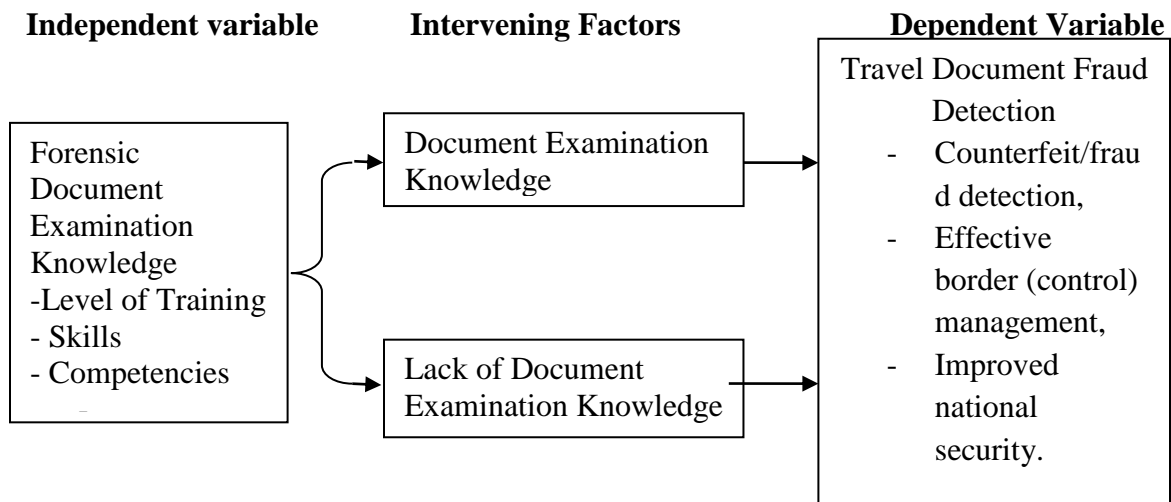 Independent variable
Intervening Factors
Dependent Variable
Forensic
Document
Examination
Knowledge
-Level of Training
- Skills
- Competencies
-
Document Examination
Knowledge
Lack of Document
Examination Knowledge
Travel Document Fraud
Detection
- Counterfeit/frau
d detection,
- Effective
border (control)
management,
- Improved
national
security.